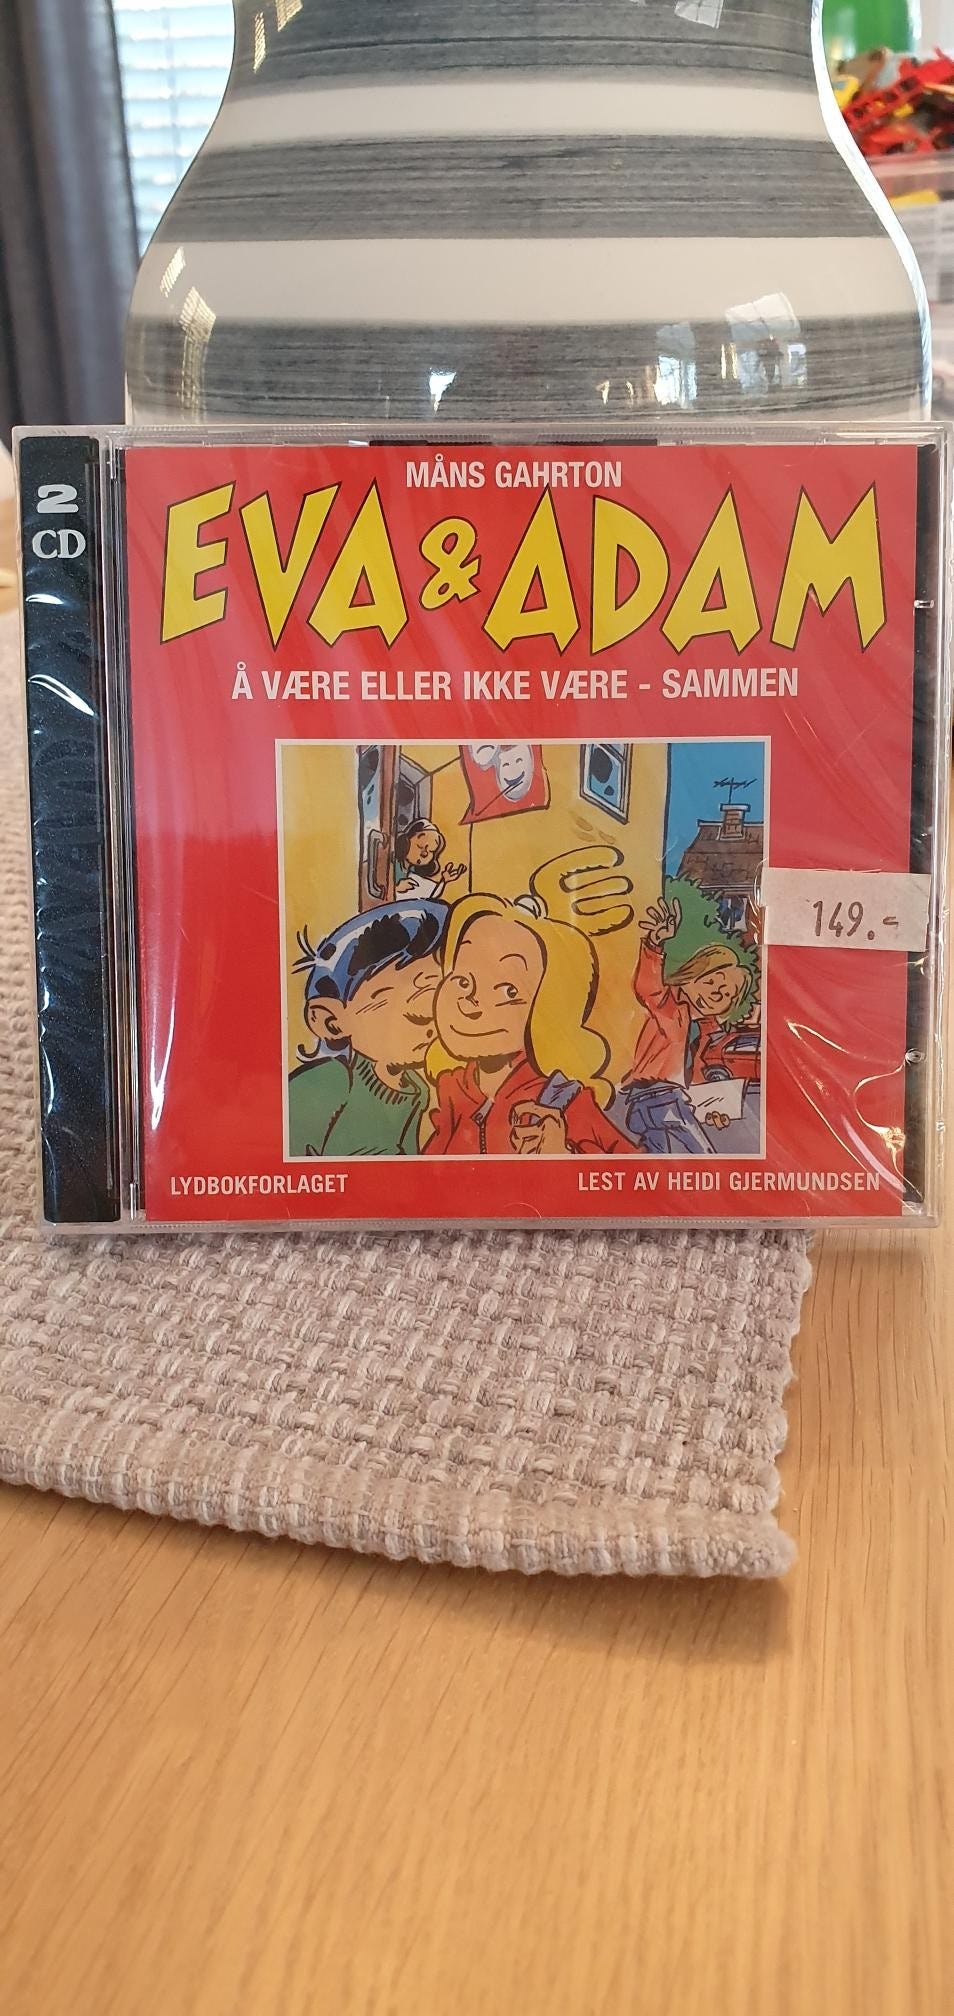 MÅNS GAHRTON
EVA & ADAM
Å VÆRE ELLER IKKE VÆRE - SAMMEN
2
CD
149.-
LYDBOKFORLAGET
LEST AV HEIDI GJERMUNDSEN